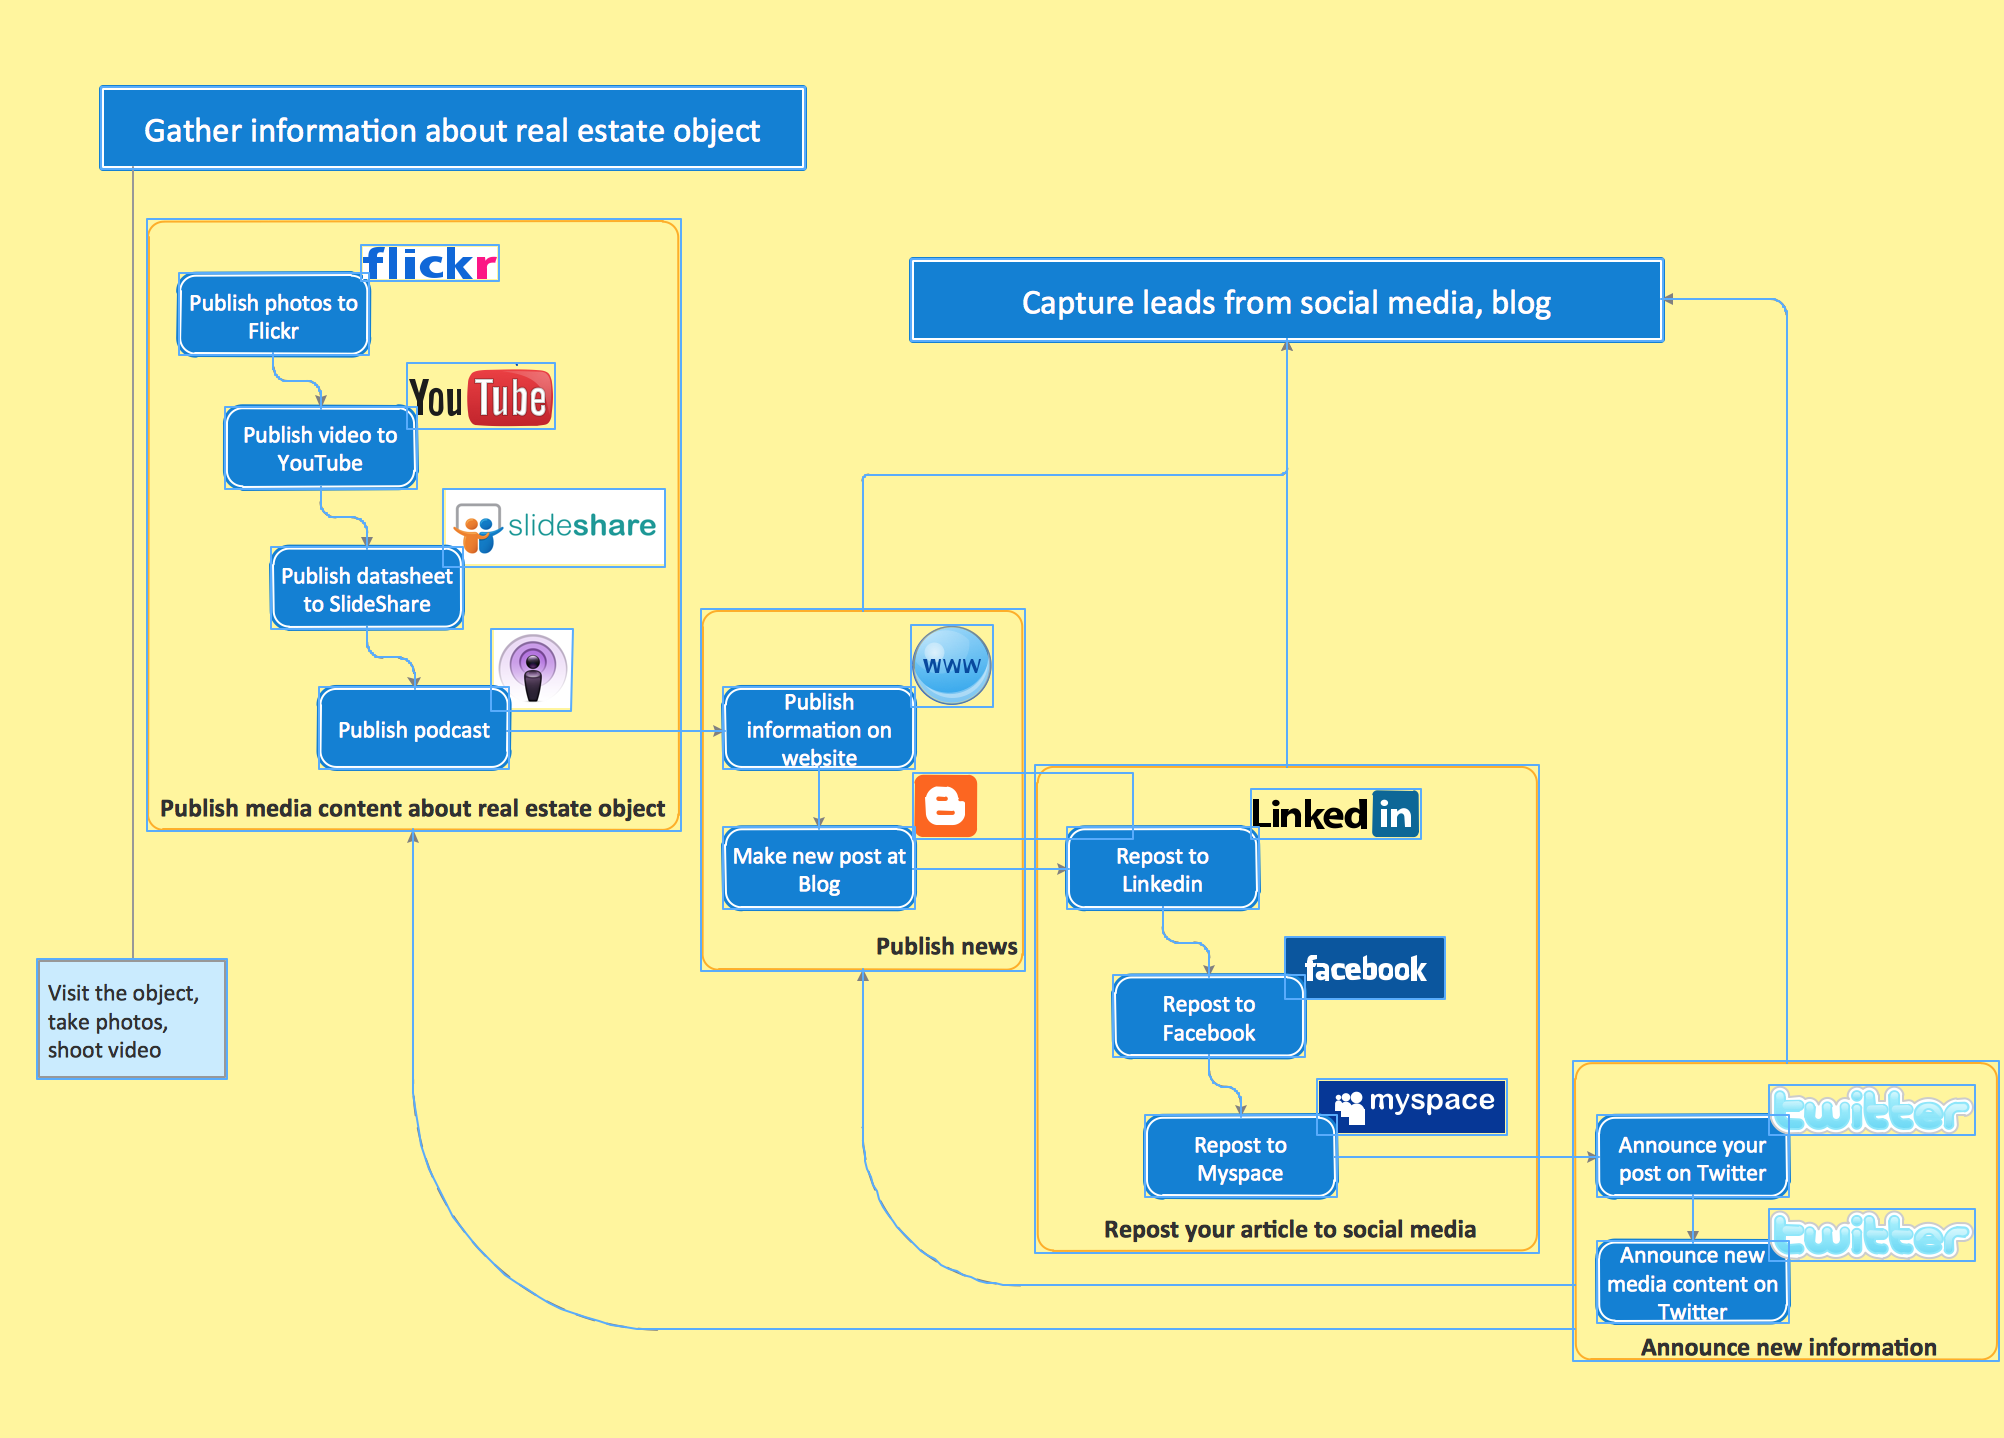 Gather information about real estate object
flickr
Publish photos to
Flickr
YouTube
Publish video to
YouTube
slideshare
Publish datasheet
to SlideShare
Publish podcast
Publish media content about real estate object
Visit the object,
take photos,
shoot video
Capture leads from social media, blog
www
Publish
information on
website
Make new post at
Blog
Publish news
Linked in
Repost to
Linkedin
facebook
Repost to
Facebook
myspace
Repost to
Myspace
Repost your article to social media
twitter
Announce your
post on Twitter
twitter
Announce new
media content on
Twitter
Announce new information